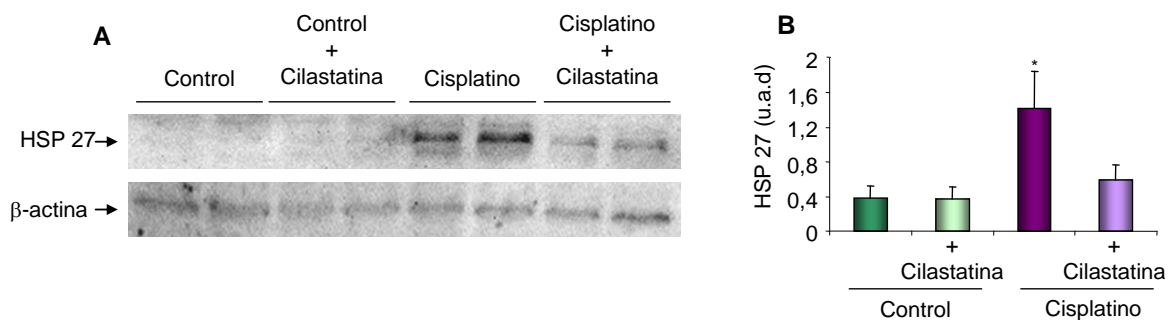 A
Control
Control
+
Cilastatina
Cisplatino
Cisplatino
+
Cilastatina
HSP 27
β-actina
B
HSP 27 (u.a.d)
2
1,6
1,2
0,8
0,4
0
*
+
Cilastatina
+
Cilastatina
Control
Cisplatino